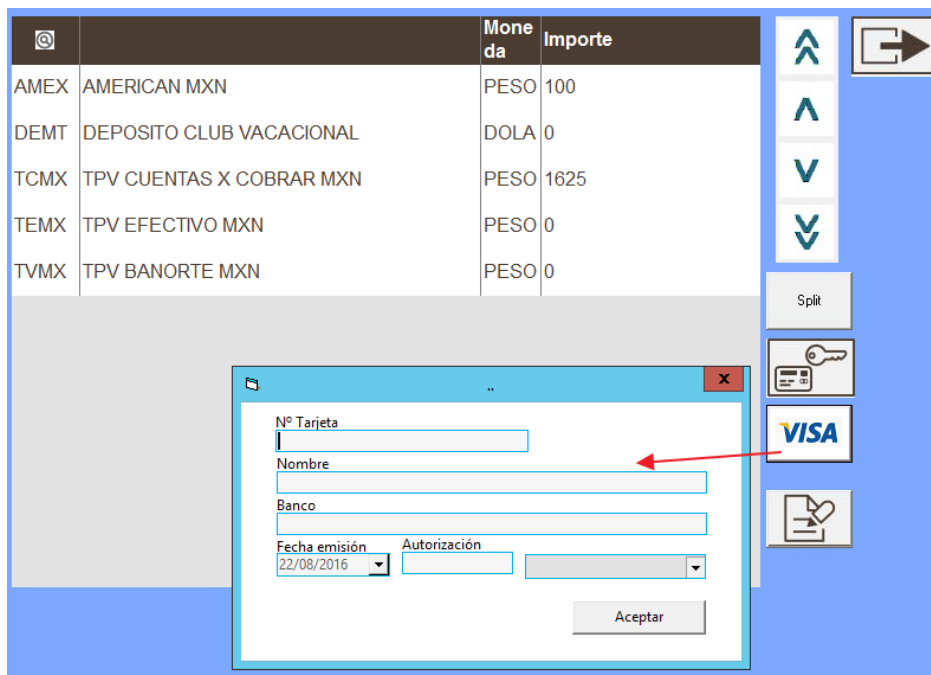 Mone
da Importe
AMEX AMERICAN MXN PESO 100
DEMT DEPOSITO CLUB VACACIONAL DOLA 0
TCMX TPV CUENTAS X COBRAR MXN PESO 1625
TEMX TPV EFECTIVO MXN PESO 0
TVMX TPV BANORTE MXN PESO 0
Split
..
x
Nº Tarjeta
VISA
Nombre
Banco
Fecha emisión Autorización
22/08/2016
Aceptar